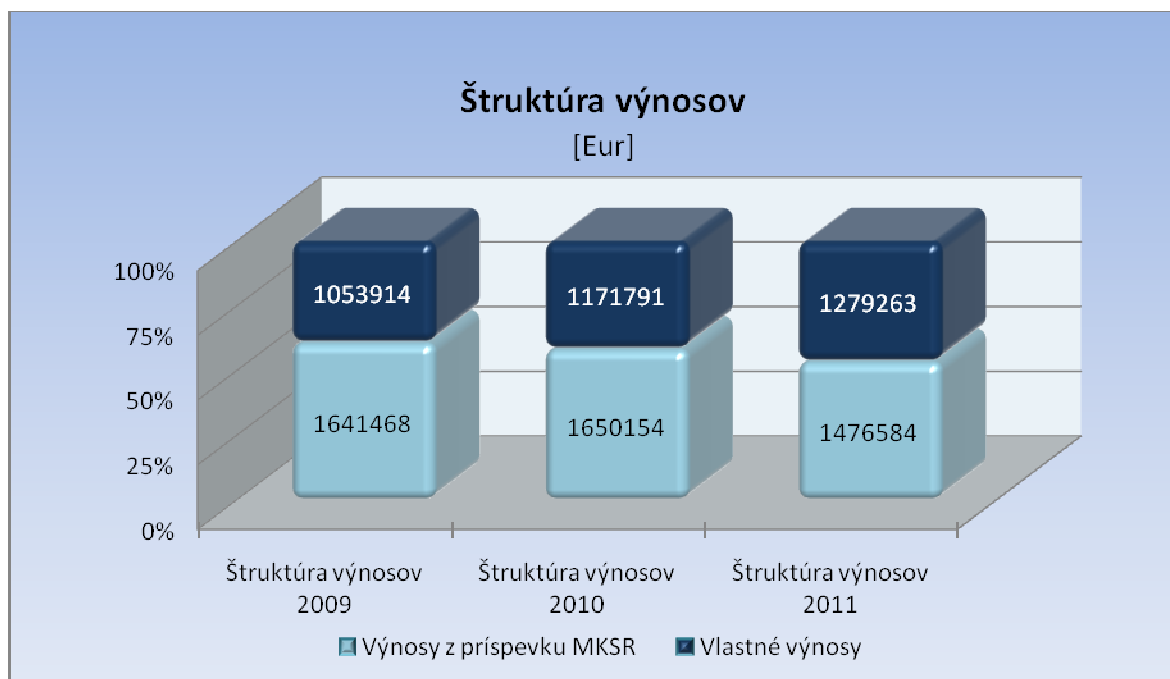 Štruktúra výnosov
[Eur]
100%
75%
50%
25%
0%
1053914
1171791
1279263
1641468
1650154
1476584
Štruktúra výnosov
2009
Štruktúra výnosov
2010
Štruktúra výnosov
2011
Výnosy z príspevku MKSR
Vlastné výnosy